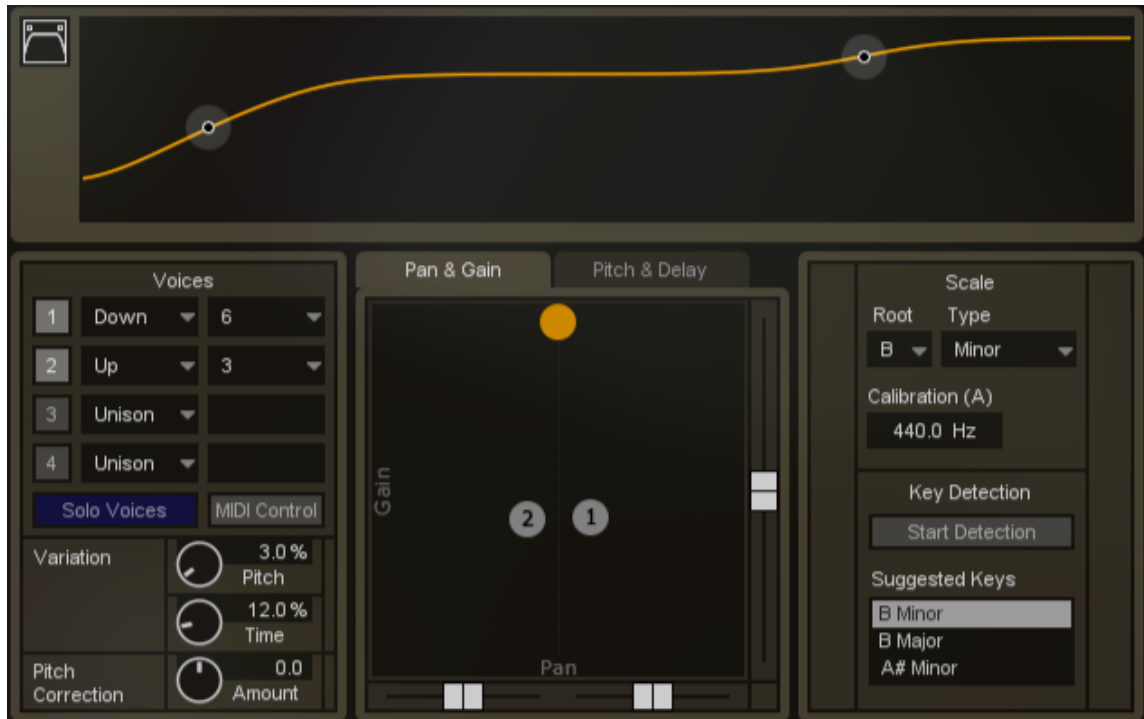 Voices
1 Down 6
2 Up 3
3 Unison
4 Unison
Solo Voices MIDI Control
Variation
3.0 %
Pitch
12.0 %
Time
Pitch
Correction
0.0
Amount
Pan & Gain Pitch & Delay
Gain
2 1
Pan
Scale
Root Type
B Minor
Calibration (A)
440.0 Hz
Key Detection
Start Detection
Suggested Keys
B Minor
B Major
A# Minor